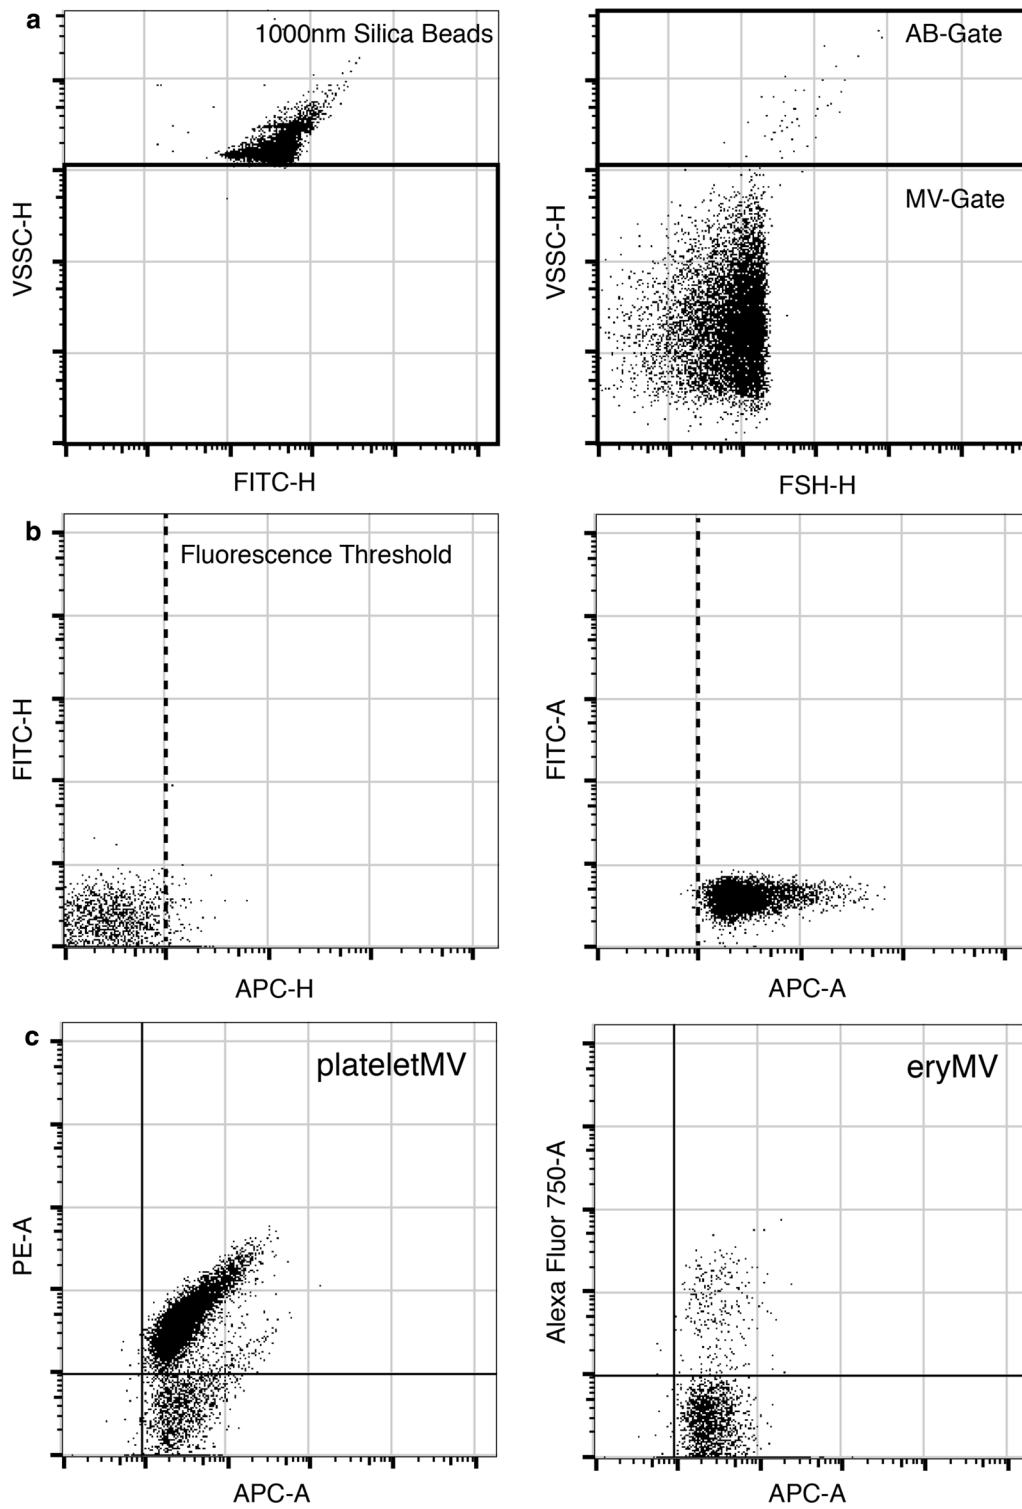 a
1000nm Silica Beads
VSSC-H
FITC-H
AB-Gate
MV-Gate
VSSC-H
FSH-H
b
Fluorescence Threshold
FITC-H
APC-H
FITC-A
APC-A
c
plateletMV
PE-A
APC-A
eryMV
Alexa Fluor 750-A
APC-A